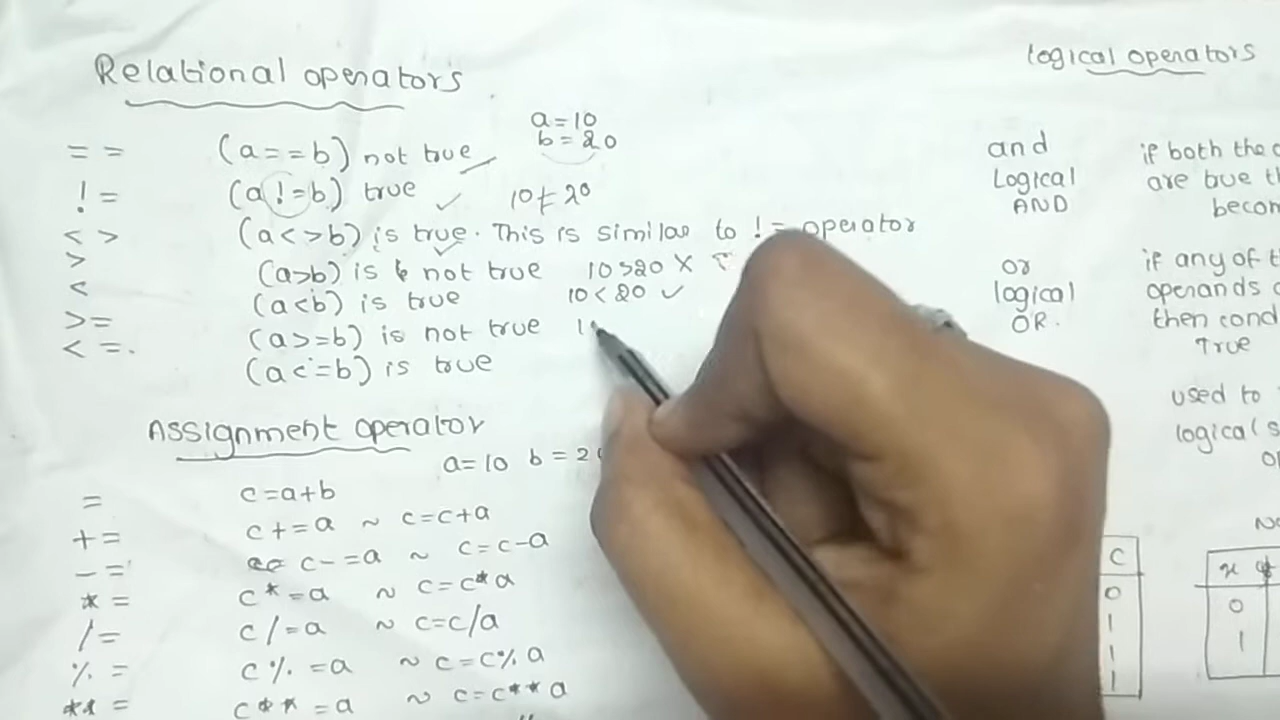 Relational operators
a=10
b=20
== (a==b) not true
!= (a!=b) true 10≠20
<> (a<>b) is true. This is similar to != operator
> (a>b) is not true 10>20 X
< (a<b) is true 10<20 ✓
>= (a>=b) is not true 1
<=. (a<=b) is true
Assignment operator
a=10 b=20
= c=a+b
+= c+=a ~ c=c+a
-= c-=a ~ c=c-a
*= c*=a ~ c=c*a
/= c/=a ~ c=c/a
%= c%=a ~ c=c%a
**= c**=a ~ c=c**a
logical operators
and if both the
Logical are true
AND becom
or if any of
logical operands
OR. then cond
True
used to
logical
C
0
1
1
1
0
1